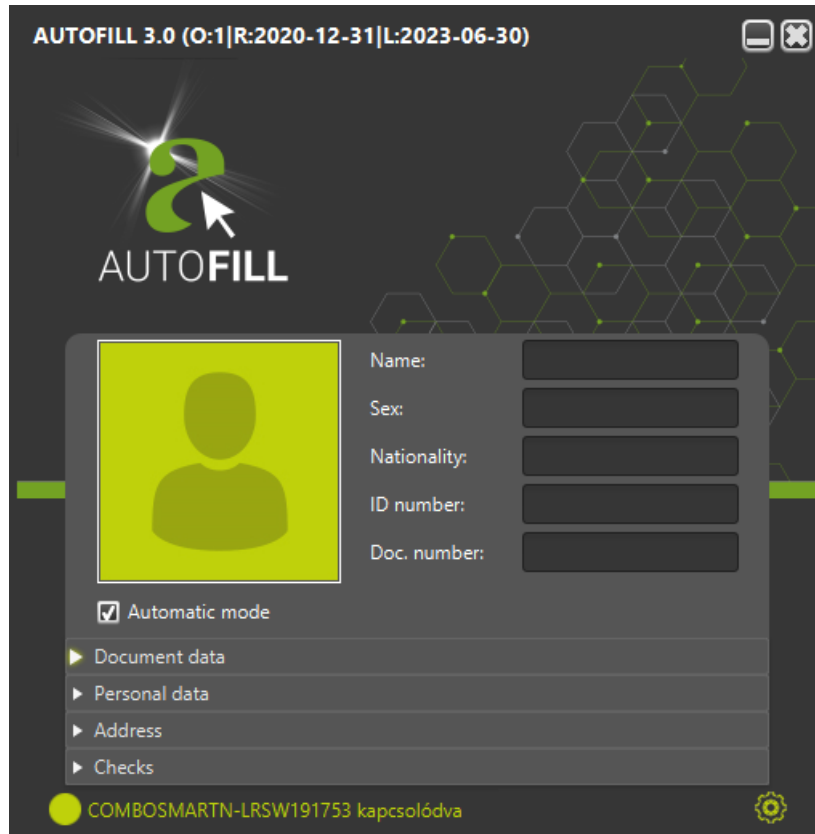 AUTOFILL 3.0 (O:1|R:2020-12-31|L:2023-06-30)
a
AUTOFILL
Name:
Sex:
Nationality:
ID number:
Doc. number:
Automatic mode
Document data
Personal data
Address
Checks
COMBOSMARTN-LRSW191753 kapcsolódva